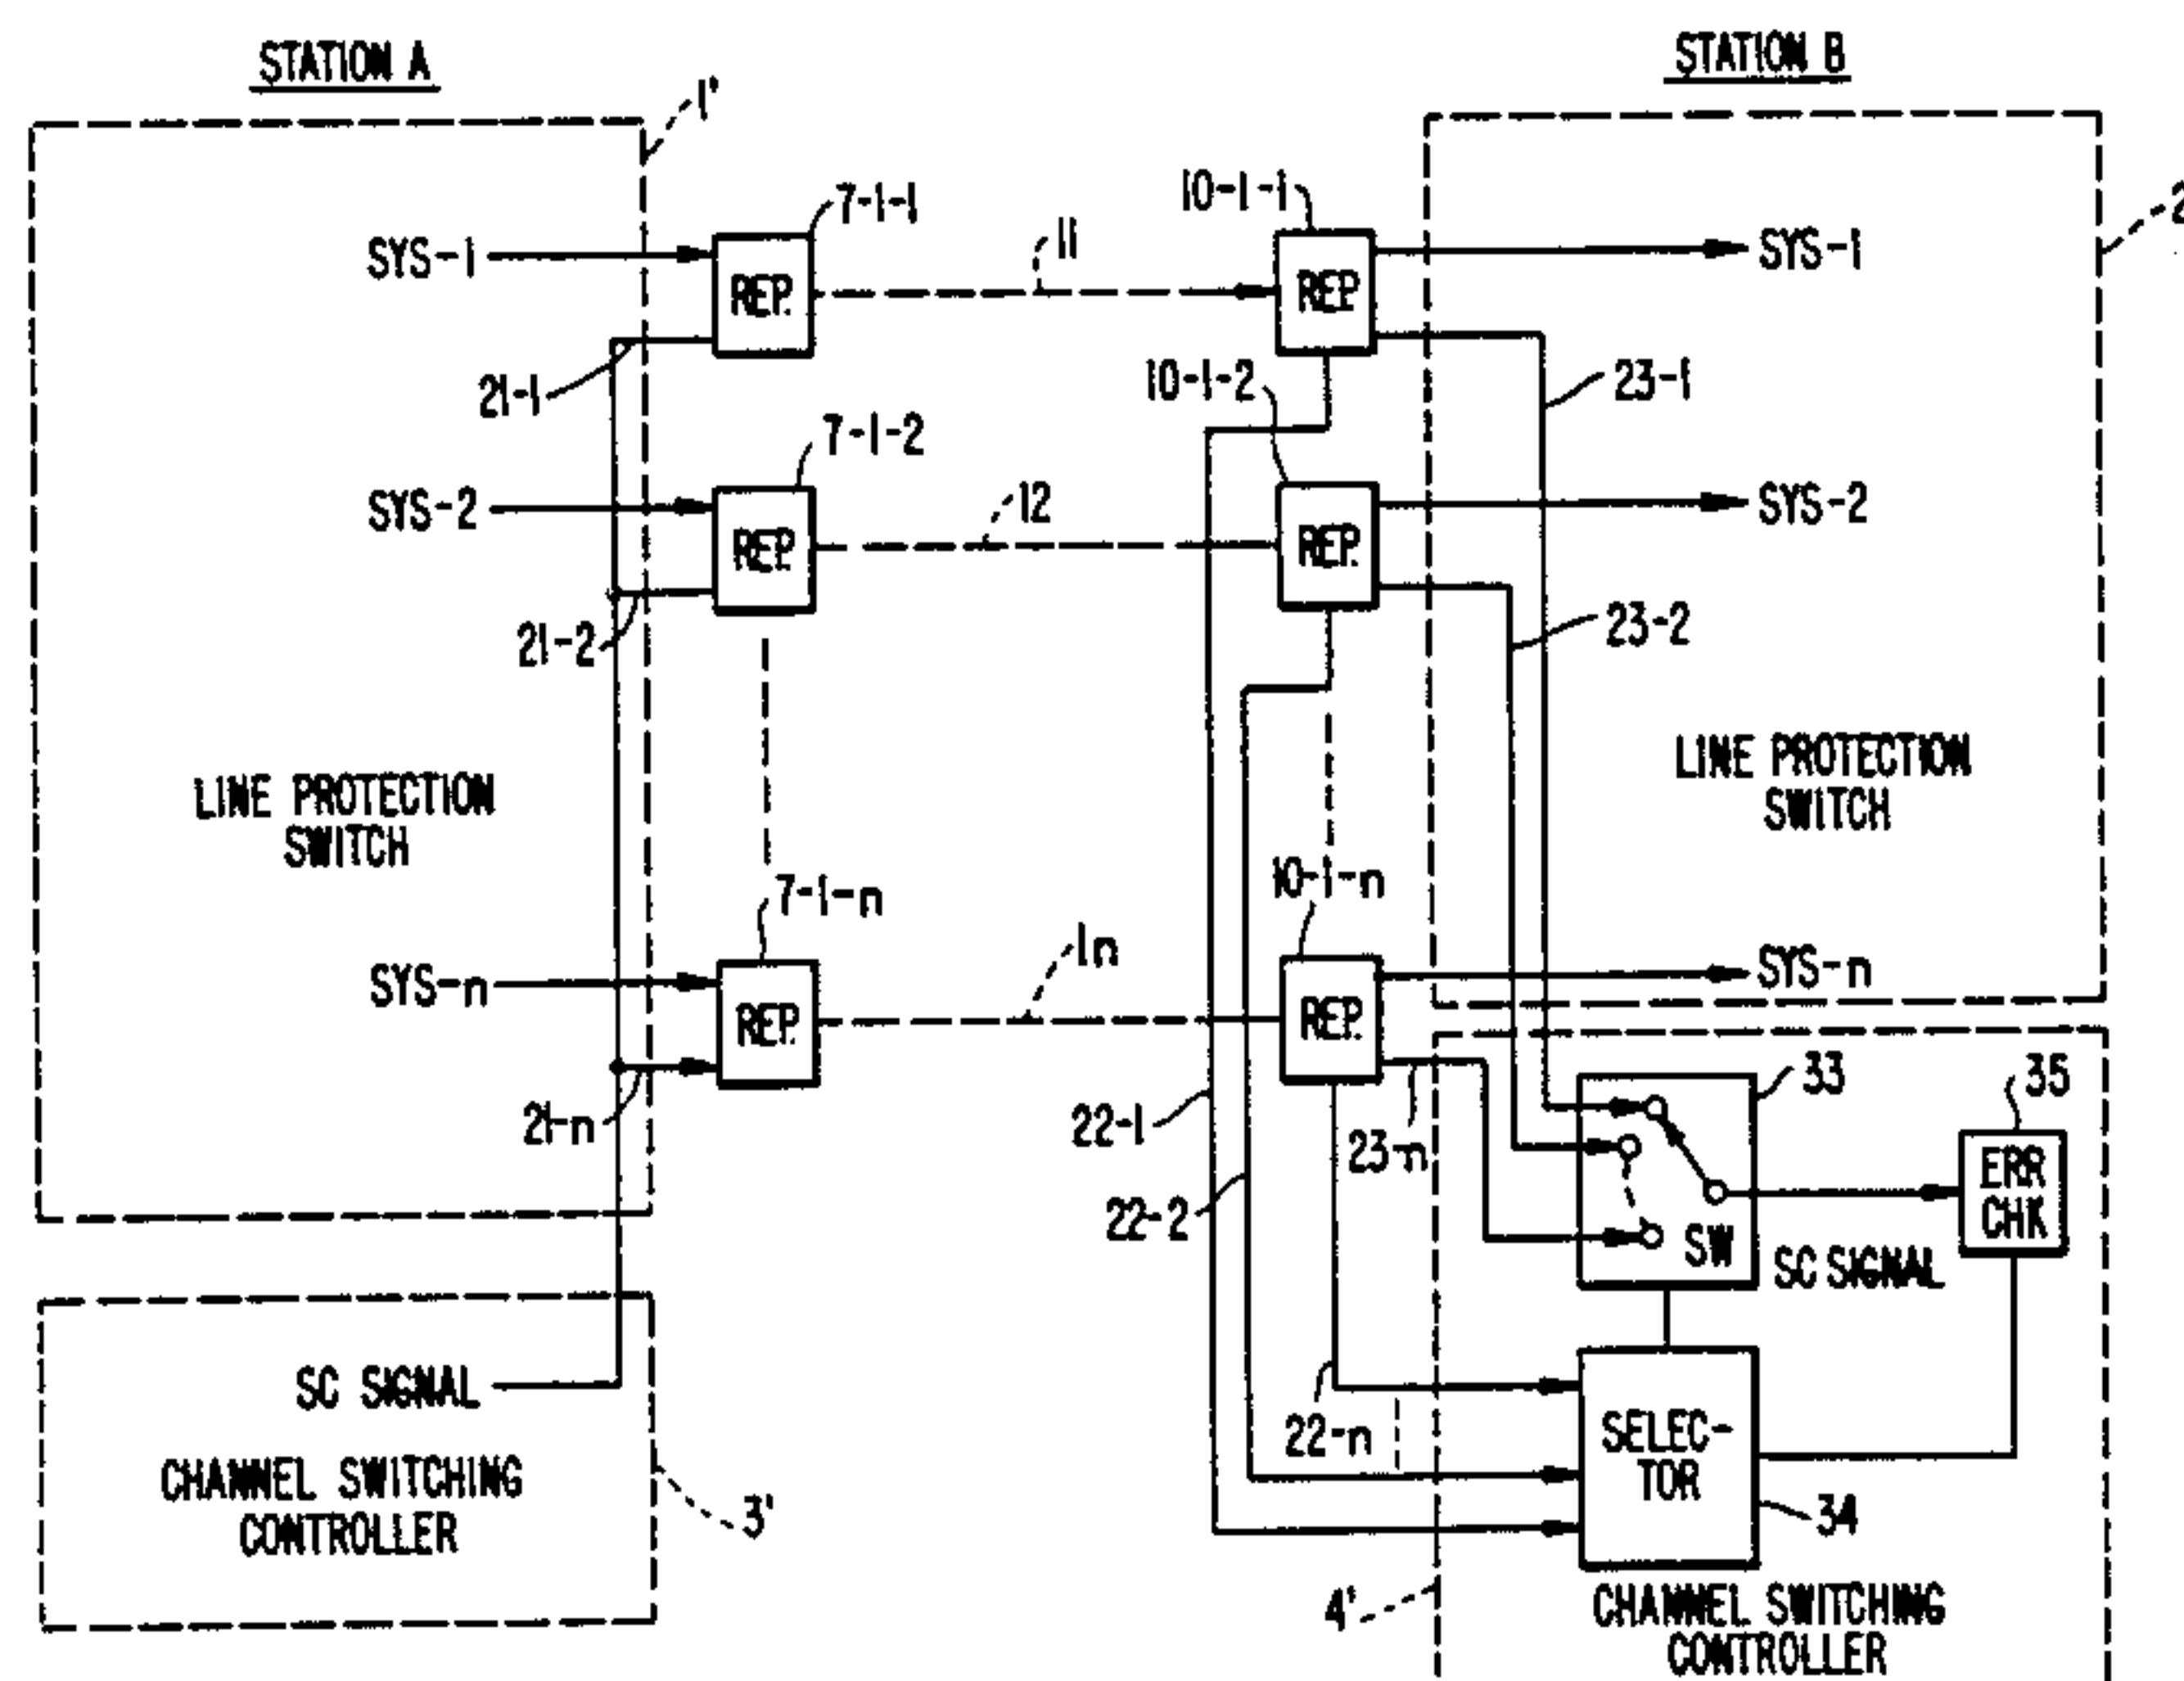 STATION A
STATION B
1'
2
7-1-1
10-1-1
11
SYS-1
REP.
REP
SYS-1
21-1
10-1-2
23-1
7-1-2
SYS-2
12
SYS-2
REP.
REP.
21-2
23-2
LINE PROTECTION
SWITCH
LINE PROTECTION
SWITCH
7-1-n
10-1-n
1n
SYS-n
SYS-n
REP.
REP.
21-n
22-1
23-n
33
35
ERR
CHK
22-2
SW
SC SIGNAL
SC SIGNAL
22-n
SELEC-
TOR
CHANNEL SWITCHING
CONTROLLER
3'
34
4'
CHANNEL SWITCHING
CONTROLLER